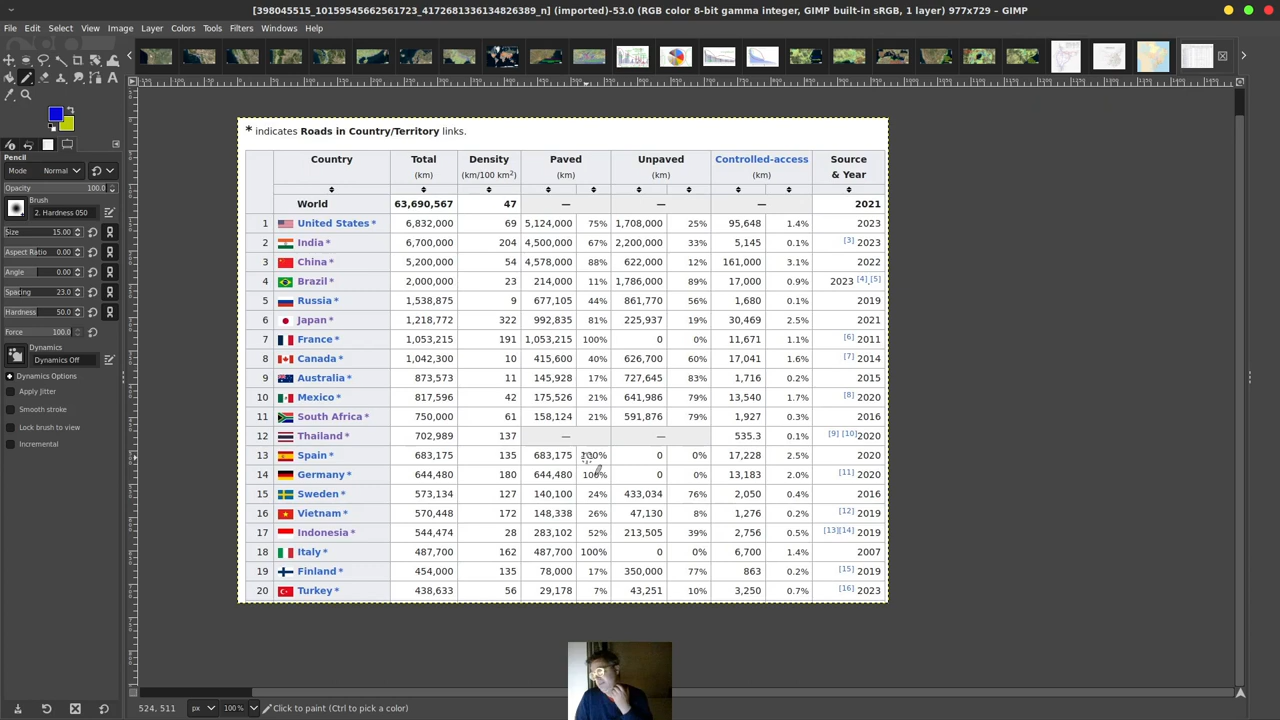 [398045515_10159545662561723_4172681336134826389_n] (imported)-53.0 (RGB color 8-bit gamma integer, GIMP built-in sRGB, 1 layer) 977x729 – GIMP
File Edit Select View Image Layer Colors Tools Filters Windows Help
Pencil
Mode Normal
Opacity 100.0
Brush
2. Hardness 050
Size 15.00
Aspect Ratio 0.00
Angle 0.00
Spacing 23.0
Hardness 50.0
Force 100.0
Dynamics
Dynamics Off
Dynamics Options
Apply Jitter
Smooth stroke
Lock brush to view
Incremental
* indicates Roads in Country/Territory links.
Country Total (km) Density (km/100 km2) Paved (km) Unpaved (km) Controlled-access (km) Source & Year
World 63,690,567 47 — — — 2021
1 United States * 6,832,000 69 5,124,000 75% 1,708,000 25% 95,648 1.4% 2023
2 India * 6,700,000 204 4,500,000 67% 2,200,000 33% 5,145 0.1% [3] 2023
3 China * 5,200,000 54 4,578,000 88% 622,000 12% 161,000 3.1% 2022
4 Brazil * 2,000,000 23 214,000 11% 1,786,000 89% 17,000 0.9% 2023 [4],[5]
5 Russia * 1,538,875 9 677,105 44% 861,770 56% 1,680 0.1% 2019
6 Japan * 1,218,772 322 992,835 81% 225,937 19% 30,469 2.5% 2021
7 France * 1,053,215 191 1,053,215 100% 0 0% 11,671 1.1% [6] 2011
8 Canada * 1,042,300 10 415,600 40% 626,700 60% 17,041 1.6% [7] 2014
9 Australia * 873,573 11 145,928 17% 727,645 83% 1,716 0.2% 2015
10 Mexico * 817,596 42 175,526 21% 641,986 79% 13,540 1.7% [8] 2020
11 South Africa * 750,000 61 158,124 21% 591,876 79% 1,927 0.3% 2016
12 Thailand * 702,989 137 — — 535.3 0.1% [9] [10]2020
13 Spain * 683,175 135 683,175 100% 0 0% 17,228 2.5% 2020
14 Germany * 644,480 180 644,480 100% 0 0% 13,183 2.0% [11] 2020
15 Sweden * 573,134 127 140,100 24% 433,034 76% 2,050 0.4% 2016
16 Vietnam * 570,448 172 148,338 26% 47,130 8% 1,276 0.2% [12] 2019
17 Indonesia * 544,474 28 283,102 52% 213,505 39% 2,756 0.5% [13][14] 2019
18 Italy * 487,700 162 487,700 100% 0 0% 6,700 1.4% 2007
19 Finland * 454,000 135 78,000 17% 350,000 77% 863 0.2% [15] 2019
20 Turkey * 438,633 56 29,178 7% 43,251 10% 3,250 0.7% [16] 2023
524, 511 px 100 % Click to paint (Ctrl to pick a color)